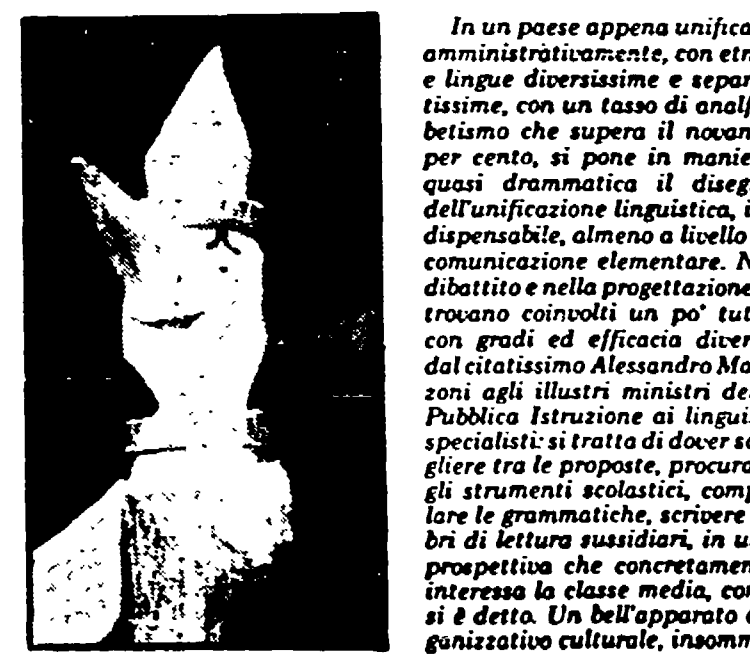 In un paese appena unifica
amministrativamente, con etn
e lingue diversissime e separ
tissime, con un tasso di analf
betismo che supera il novan
per cento, si pone in manie
quasi drammatica il diseg
dell'unificazione linguistica, i
dispensabile, almeno a livello
comunicazione elementare. N
dibattito e nella progettazione
trovano coinvolti un po' tut
con gradi ed efficacia diver
dal citatissimo Alessandro Ma
zoni agli illustri ministri de
Pubblica Istruzione ai linguis
specialisti: si tratta di dover sc
gliere tra le proposte, procura
gli strumenti scolastici, comp
lare le grammatiche, scrivere
bri di lettura sussidiari, in u
prospettiva che concretamen
interessa la classe media, con
si è detto. Un bell'apparato o
ganizzativo culturale, insomm